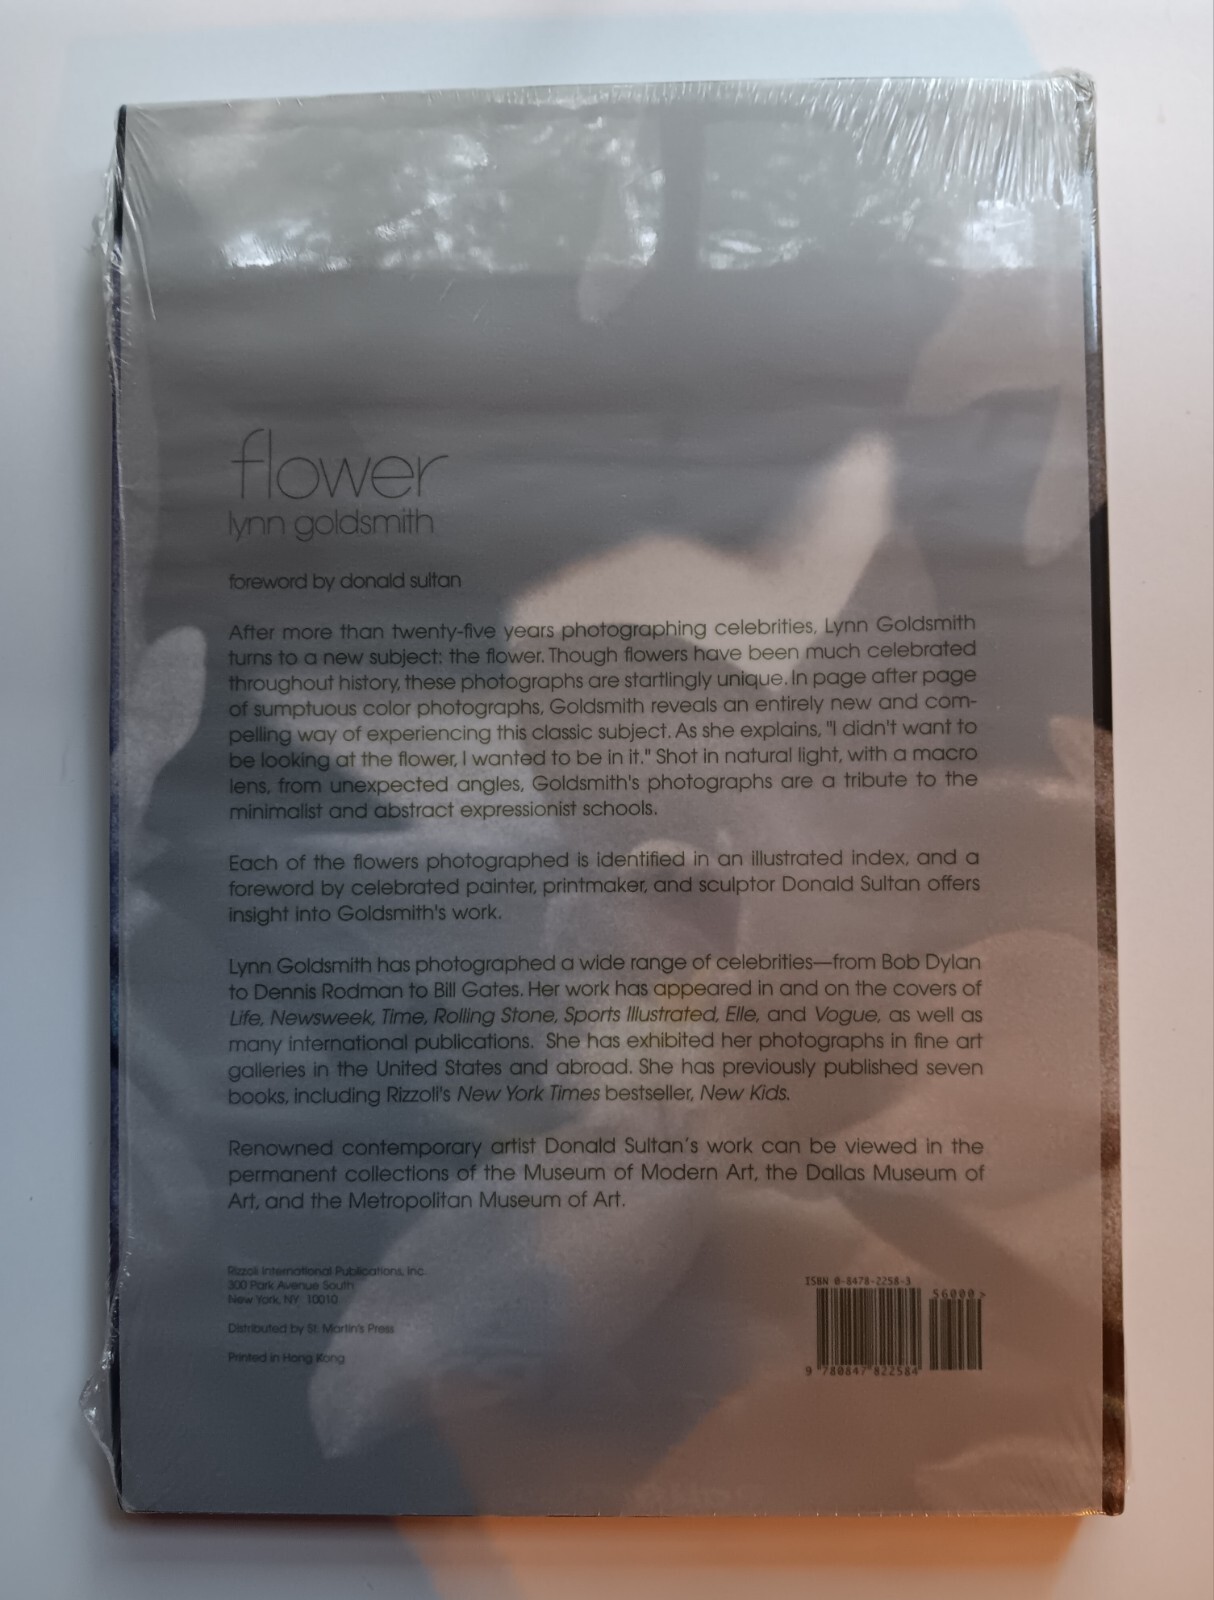 flower
lynn goldsmith
foreword by donald sultan
After more than twenty-five years photographing celebrities, Lynn Goldsmith
turns to a new subject: the flower. Though flowers have been much celebrated
throughout history, these photographs are startlingly unique. In page after page
of sumptuous color photographs, Goldsmith reveals an entirely new and com-
pelling way of experiencing this classic subject. As she explains, "I didn't want to
be looking at the flower, I wanted to be in it." Shot in natural light, with a macro
lens, from unexpected angles, Goldsmith's photographs are a tribute to the
minimalist and abstract expressionist schools.
Each of the flowers photographed is identified in an illustrated index, and a
foreword by celebrated painter, printmaker, and sculptor Donald Sultan offers
insight into Goldsmith's work.
Lynn Goldsmith has photographed a wide range of celebrities—from Bob Dylan
to Dennis Rodman to Bill Gates. Her work has appeared in and on the covers of
Life, Newsweek, Time, Rolling Stone, Sports Illustrated, Elle, and Vogue, as well as
many international publications. She has exhibited her photographs in fine art
galleries in the United States and abroad. She has previously published seven
books, including Rizzoli's New York Times bestseller, New Kids.
Renowned contemporary artist Donald Sultan's work can be viewed in the
permanent collections of the Museum of Modern Art, the Dallas Museum of
Art, and the Metropolitan Museum of Art.
Rizzoli International Publications, Inc.
300 Park Avenue South
New York, NY 10010
Distributed by St. Martin's Press
Printed in Hong Kong
ISBN 0-8478-2258-3
56000>
9 780847 822584